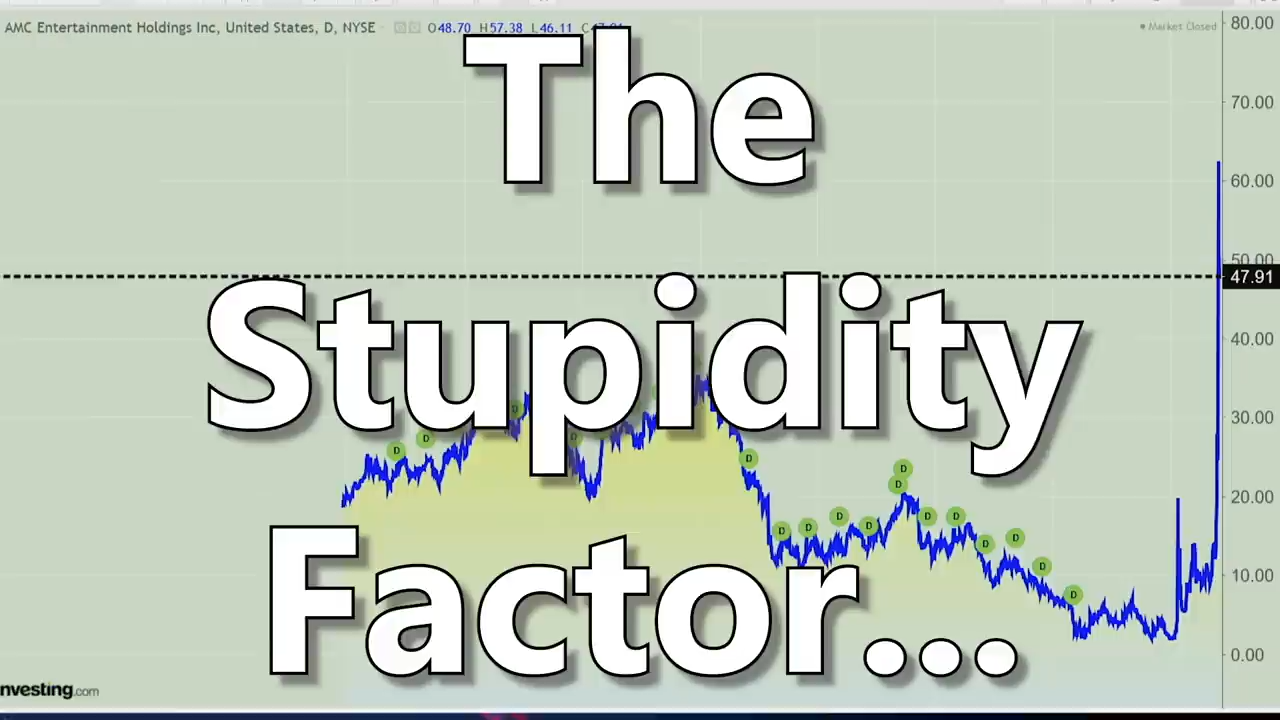 AMC Entertainment Holdings Inc, United States, D, NYSE O48.70 H57.38 L46.11
Market Closed
80.00
The
70.00
60.00
50.00
47.91
Stupidity
40.00
30.00
D D D D D
20.00
D D D D D D D D D D D D D
10.00
Factor...
0.00
nvesting.com